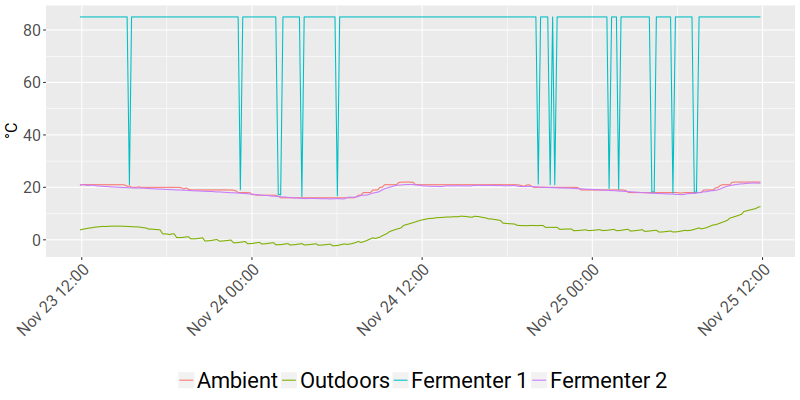 80
60
40
20
0
°C
Nov 23 12:00
Nov 24 00:00
Nov 24 12:00
Nov 25 00:00
Nov 25 12:00
Ambient Outdoors Fermenter 1 Fermenter 2